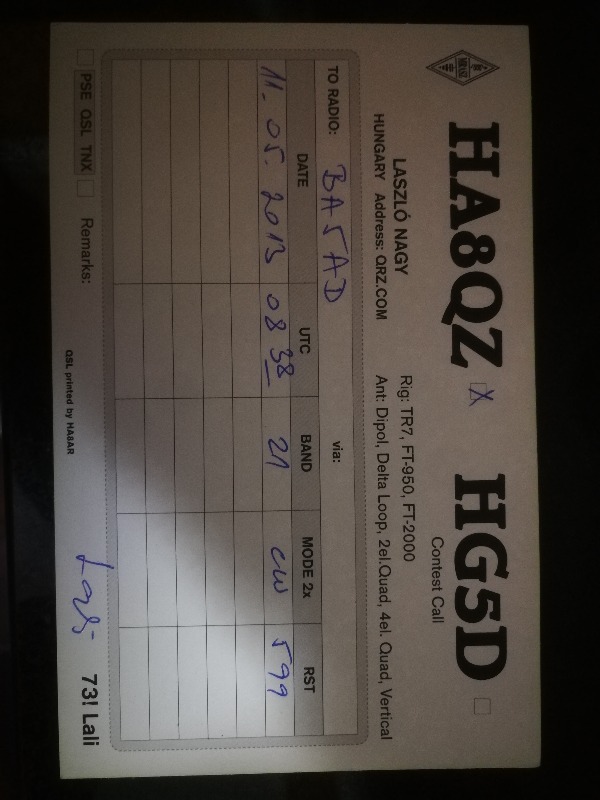 HA8QZ X HG5D
Contest Call
LASZLÓ NAGY Rig: TR7, FT-950, FT-2000
HUNGARY Address: QRZ.COM Ant: Dipol, Delta Loop, 2el.Quad, 4el. Quad, Vertical
TO RADIO: BA5AD via:
DATE UTC BAND MODE 2x RST
11. 05. 2013 08 38 21 CW 599
PSE QSL TNX Remarks: Lali 73! Lali
QSL printed by HA8AR